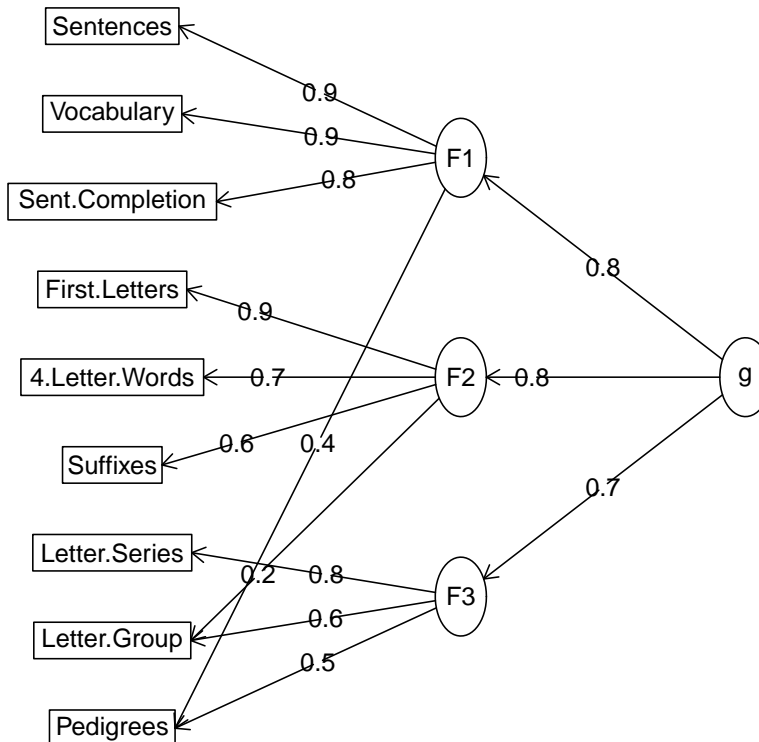 Sentences
0.9
Vocabulary
0.9
F1
0.8
Sent.Completion
0.8
First.Letters
0.9
4.Letter.Words
0.7
F2
0.8
g
0.6
0.4
Suffixes
0.7
Letter.Series
0.2
0.8
F3
0.6
Letter.Group
0.5
Pedigrees